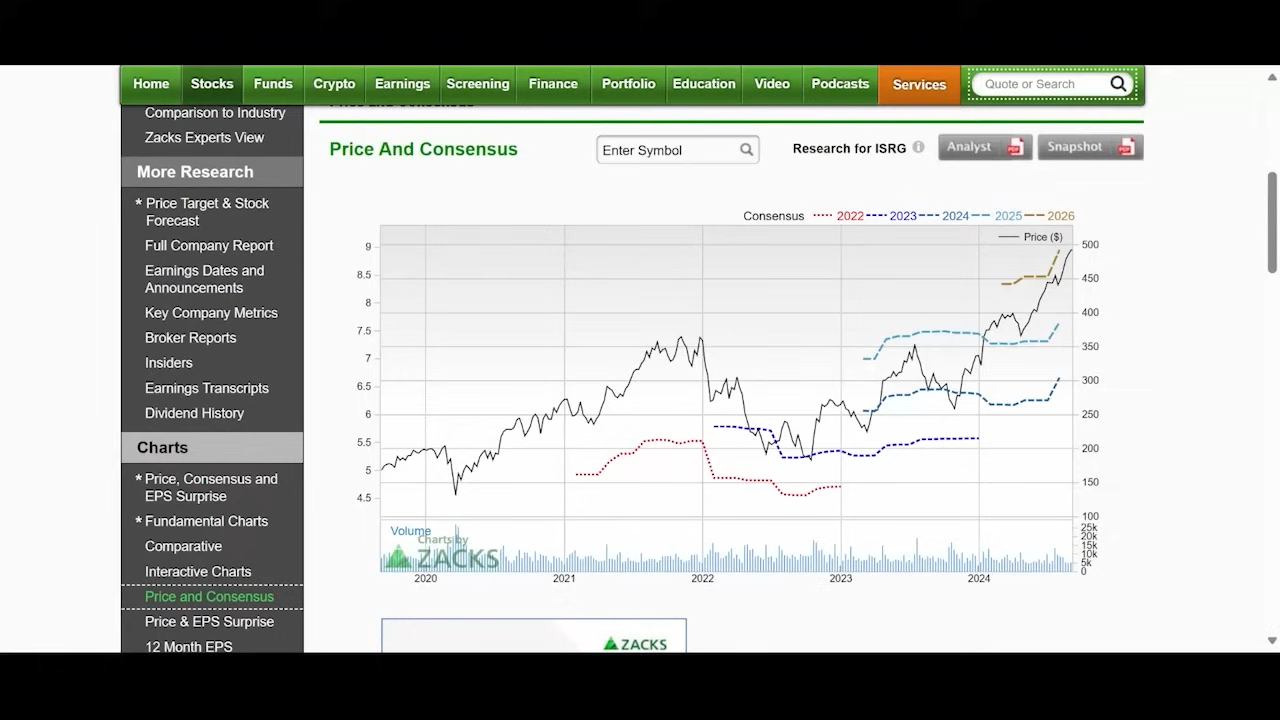 Home Stocks Funds Crypto Earnings Screening Finance Portfolio Education Video Podcasts Services Quote or Search
Comparison to Industry
Zacks Experts View
More Research
* Price Target & Stock
Forecast
Full Company Report
Earnings Dates and
Announcements
Key Company Metrics
Broker Reports
Insiders
Earnings Transcripts
Dividend History
Charts
* Price, Consensus and
EPS Surprise
* Fundamental Charts
Comparative
Interactive Charts
Price and Consensus
Price & EPS Surprise
12 Month EPS
Price And Consensus
Enter Symbol
Research for ISRG
Analyst PDF
Snapshot PDF
Consensus 2022 2023 2024 2025 2026
Price ($)
9
8.5
8
7.5
7
6.5
6
5.5
5
4.5
500
450
400
350
300
250
200
150
100
Volume
Charts by
ZACKS
25k
20k
15k
10k
5k
0
2020 2021 2022 2023 2024
ZACKS